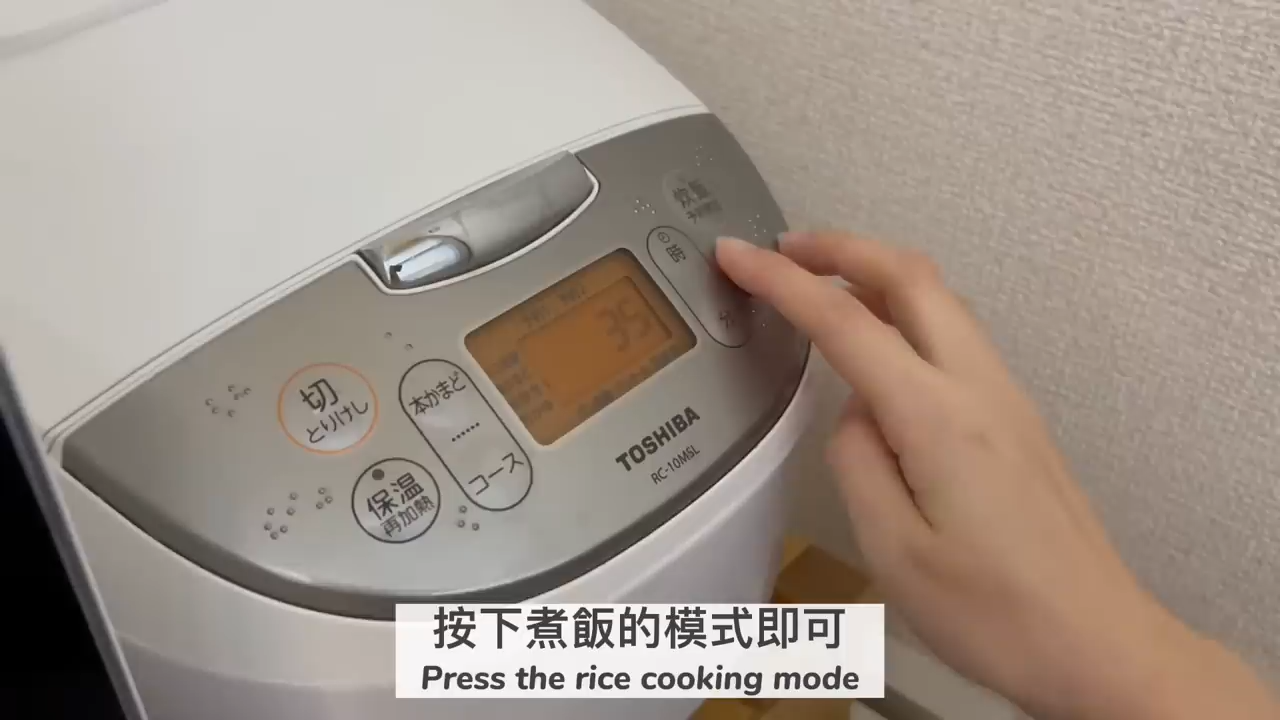 炊飯
時
分
35
切
とりけし
本かまど
コース
保温
再加熱
TOSHIBA
RC-10MSL
按下煮飯的模式即可
Press the rice cooking mode